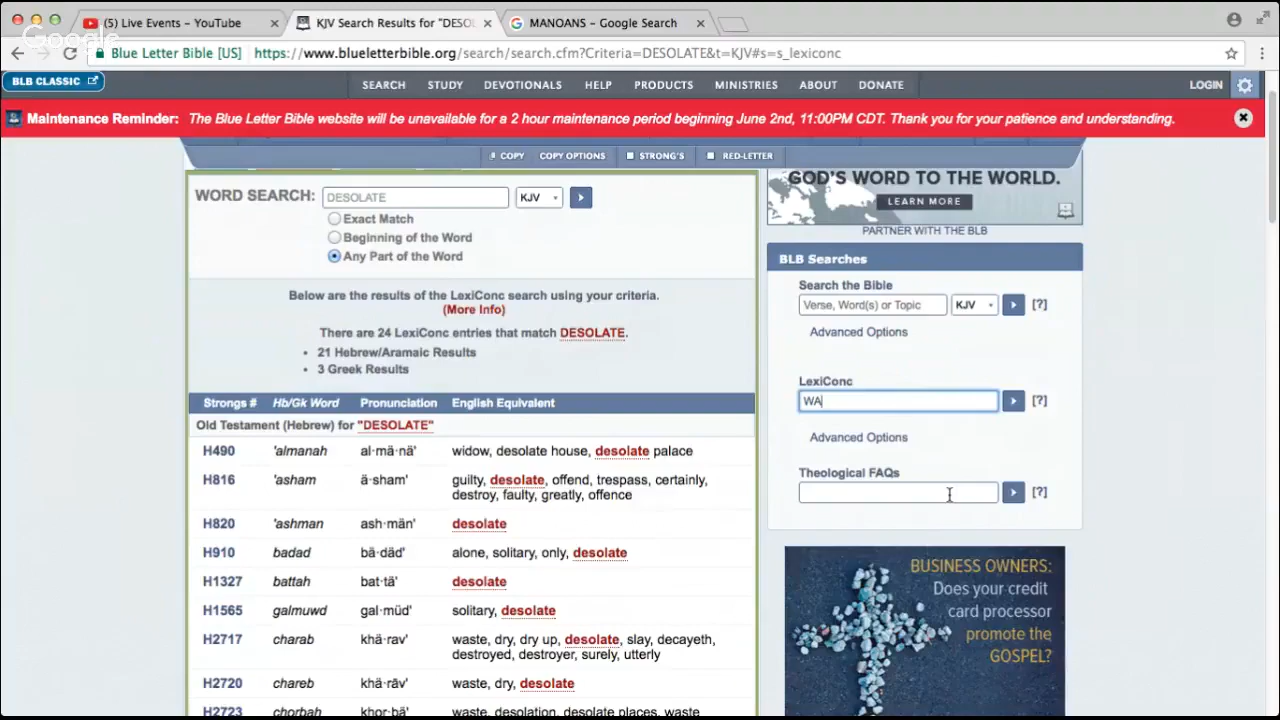 (5) Live Events – YouTube
KJV Search Results for "DESOL
MANOANS – Google Search
Google
Blue Letter Bible [US]
https://www.blueletterbible.org/search/search.cfm?Criteria=DESOLATE&t=KJV#s=s_lexiconc
BLB CLASSIC
SEARCH STUDY DEVOTIONALS HELP PRODUCTS MINISTRIES ABOUT DONATE
LOGIN
Maintenance Reminder: The Blue Letter Bible website will be unavailable for a 2 hour maintenance period beginning June 2nd, 11:00PM CDT. Thank you for your patience and understanding.
COPY COPY OPTIONS STRONG'S RED-LETTER
WORD SEARCH: DESOLATE KJV
Exact Match
Beginning of the Word
Any Part of the Word
Below are the results of the LexiConc search using your criteria.
(More Info)
There are 24 LexiConc entries that match DESOLATE.
• 21 Hebrew/Aramaic Results
• 3 Greek Results
Strongs # Hb/Gk Word Pronunciation English Equivalent
Old Testament (Hebrew) for "DESOLATE"
H490 'almanah al·mä·nä' widow, desolate house, desolate palace
H816 'asham ä·sham' guilty, desolate, offend, trespass, certainly,
destroy, faulty, greatly, offence
H820 'ashman ash·män' desolate
H910 badad bä·däd' alone, solitary, only, desolate
H1327 battah bat·tä' desolate
H1565 galmuwd gal·müd' solitary, desolate
H2717 charab khä·rav' waste, dry, dry up, desolate, slay, decayeth,
destroyed, destroyer, surely, utterly
H2720 chareb khä·räv' waste, dry, desolate
H2723 chorbah khor·bä' waste, desolation, desolate places, waste
GOD'S WORD TO THE WORLD.
LEARN MORE
PARTNER WITH THE BLB
BLB Searches
Search the Bible
Verse, Word(s) or Topic KJV [?]
Advanced Options
LexiConc
WA [?]
Advanced Options
Theological FAQs
[?]
BUSINESS OWNERS:
Does your credit
card processor
promote the
GOSPEL?